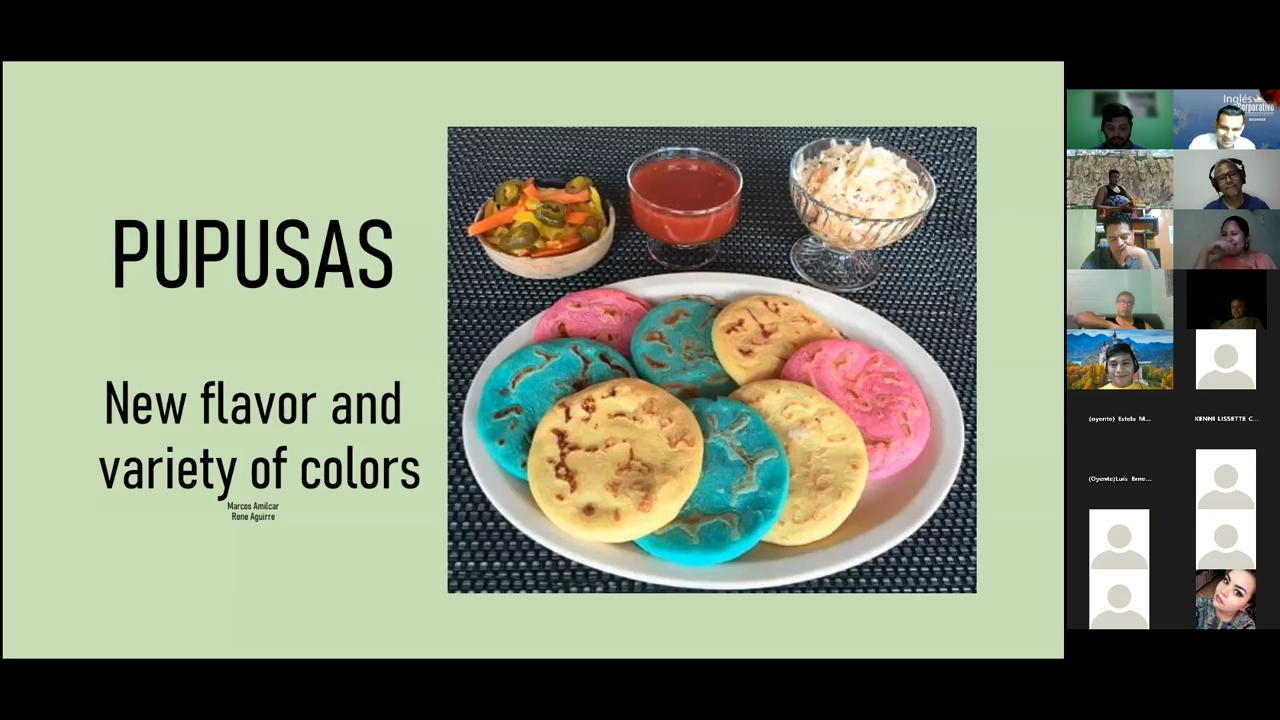 PUPUSAS
New flavor and
variety of colors
Marcos Amilcar
Rene Aguirre
Inglés
Corporativo
BEGINNER
(oyente) Estela M...
KENNI LISSETTE C...
(Oyente)Luis Erne...